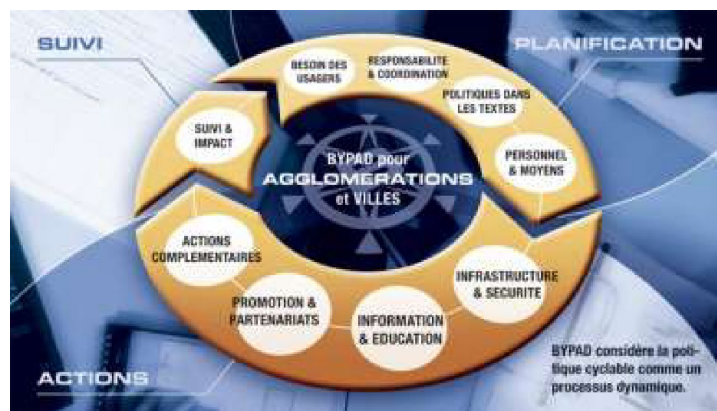 SUIVI
PLANIFICATION
BESOIN DES
USAGERS
RESPONSABILITE
& COORDINATION
POLITIQUES DANS
LES TEXTES
PERSONNEL
& MOYENS
SUIVI &
IMPACT
BYPAD pour
AGGLOMERATIONS
et VILLES
ACTIONS
COMPLEMENTAIRES
INFRASTRUCTURE
& SECURITE
PROMOTION &
PARTENARIATS
INFORMATION
& EDUCATION
BYPAD considère la poli-
tique cyclable comme un
processus dynamique.
ACTIONS